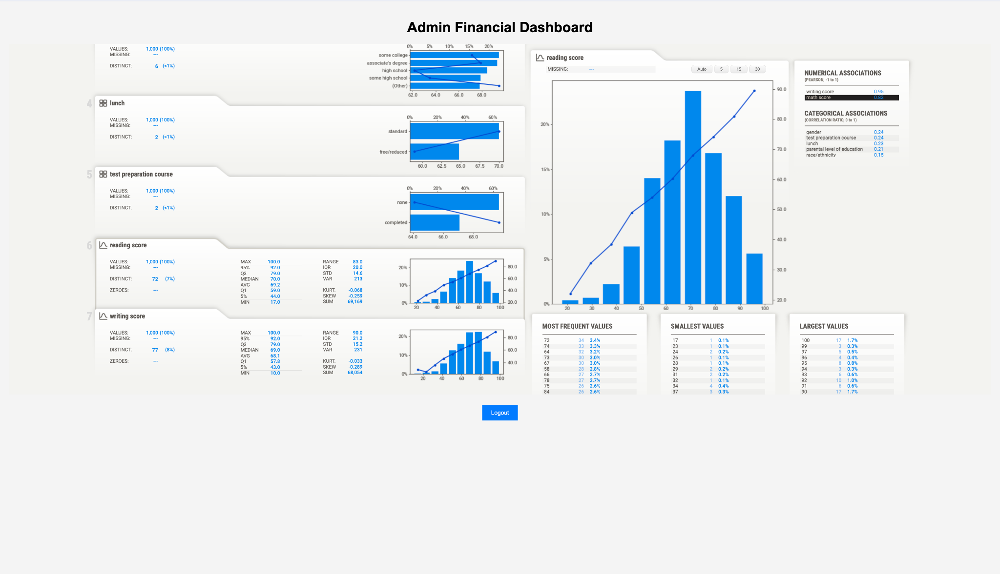 Admin Financial Dashboard
VALUES: 1,000 (100%)
MISSING: ---
DISTINCT: 6 (<1%)
0% 5% 10% 15% 20%
some college
associate's degree
high school
some high school
(Other)
62.0 64.0 66.0 68.0
4 lunch
VALUES: 1,000 (100%)
MISSING: ---
DISTINCT: 2 (<1%)
0% 20% 40% 60%
standard
free/reduced
60.0 62.5 65.0 67.5 70.0
5 test preparation course
VALUES: 1,000 (100%)
MISSING: ---
DISTINCT: 2 (<1%)
0% 20% 40% 60%
none
completed
64.0 66.0 68.0
6 reading score
VALUES: 1,000 (100%)
MISSING: ---
DISTINCT: 72 (7%)
ZEROES: ---
MAX 100.0
95% 92.0
Q3 79.0
MEDIAN 70.0
AVG 69.2
Q1 59.0
5% 44.0
MIN 17.0
RANGE 83.0
IQR 20.0
STD 14.6
VAR 213
KURT. -0.068
SKEW -0.259
SUM 69,169
20% 80.0
60.0
10% 40.0
0% 20.0
20 40 60 80 100
7 writing score
VALUES: 1,000 (100%)
MISSING: ---
DISTINCT: 77 (8%)
ZEROES: ---
MAX 100.0
95% 92.0
Q3 79.0
MEDIAN 69.0
AVG 68.1
Q1 57.8
5% 43.0
MIN 10.0
RANGE 90.0
IQR 21.2
STD 15.2
VAR 231
KURT. -0.033
SKEW -0.289
SUM 68,054
20% 80.0
10% 60.0
40.0
0%
20 40 60 80 100
reading score
MISSING: ---
Auto 5 15 30
90.0
80.0
20%
70.0
15%
60.0
10% 50.0
40.0
5%
30.0
20.0
0%
20 30 40 50 60 70 80 90 100
NUMERICAL ASSOCIATIONS
(PEARSON, -1 to 1)
writing score 0.95
math score 0.82
CATEGORICAL ASSOCIATIONS
(CORRELATION RATIO, 0 to 1)
gender 0.24
test preparation course 0.24
lunch 0.23
parental level of education 0.21
race/ethnicity 0.15
MOST FREQUENT VALUES
72 34 3.4%
74 33 3.3%
64 32 3.2%
73 30 3.0%
67 30 3.0%
58 28 2.8%
66 27 2.7%
78 27 2.7%
75 26 2.6%
84 26 2.6%
SMALLEST VALUES
17 1 0.1%
23 1 0.1%
24 2 0.2%
26 1 0.1%
28 1 0.1%
29 2 0.2%
31 2 0.2%
32 1 0.1%
34 4 0.4%
37 3 0.3%
LARGEST VALUES
100 17 1.7%
99 3 0.3%
97 5 0.5%
96 4 0.4%
95 8 0.8%
94 3 0.3%
93 6 0.6%
92 10 1.0%
91 6 0.6%
90 17 1.7%
Logout